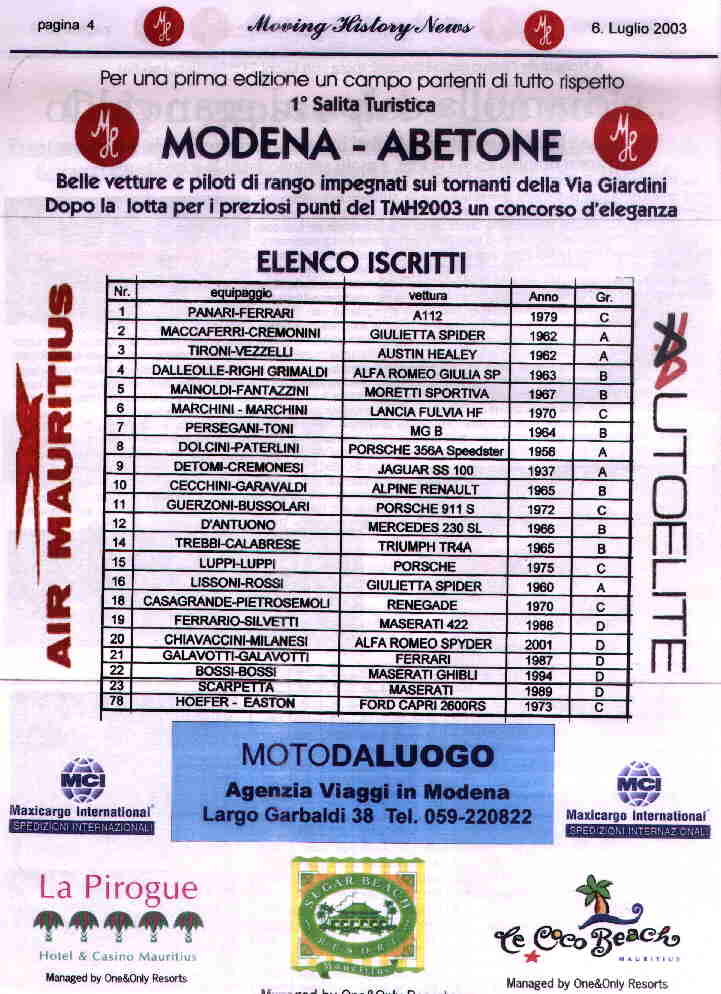 pagina 4
Moving History News
6. Luglio 2003
Per una prima edizione un campo partenti di tutto rispetto
1° Salita Turistica
MH
MODENA - ABETONE
MH
Belle vetture e piloti di rango impegnati sui tornanti della Via Giardini
Dopo la lotta per i preziosi punti del TMH2003 un concorso d'eleganza
ELENCO ISCRITTI
Nr. equipaggio vettura Anno Gr.
1 PANARI-FERRARI A112 1979 C
2 MACCAFERRI-CREMONINI GIULIETTA SPIDER 1962 A
3 TIRONI-VEZZELLI AUSTIN HEALEY 1962 A
4 DALLEOLLE-RIGHI GRIMALDI ALFA ROMEO GIULIA SP 1963 B
5 MAINOLDI-FANTAZZINI MORETTI SPORTIVA 1967 B
6 MARCHINI - MARCHINI LANCIA FULVIA HF 1970 C
7 PERSEGANI-TONI MG B 1964 B
8 DOLCINI-PATERLINI PORSCHE 356A Speedster 1956 A
9 DETOMI-CREMONESI JAGUAR SS 100 1937 A
10 CECCHINI-GARAVALDI ALPINE RENAULT 1965 B
11 GUERZONI-BUSSOLARI PORSCHE 911 S 1972 C
12 D'ANTUONO MERCEDES 230 SL 1966 B
14 TREBBI-CALABRESE TRIUMPH TR4A 1965 B
15 LUPPI-LUPPI PORSCHE 1975 C
16 LISSONI-ROSSI GIULIETTA SPIDER 1960 A
18 CASAGRANDE-PIETROSEMOLI RENEGADE 1970 C
19 FERRARIO-SILVETTI MASERATI 422 1988 D
20 CHIAVACCINI-MILANESI ALFA ROMEO SPYDER 2001 D
21 GALAVOTTI-GALAVOTTI FERRARI 1987 D
22 BOSSI-BOSSI MASERATI GHIBLI 1994 D
23 SCARPETTA MASERATI 1989 D
78 HOEFER - EASTON FORD CAPRI 2600RS 1973 C
AIR MAURITIUS
AUTOELITE
MOTODALUOGO
Agenzia Viaggi in Modena
Largo Garbaldi 38 Tel. 059-220822
MCI
Maxicargo International
SPEDIZIONI INTERNAZIONALI
MCI
Maxicargo International
SPEDIZIONI INTERNAZIONALI
La Pirogue
Hotel & Casino Mauritius
Managed by One&Only Resorts
SUGAR BEACH
RESORT
Mauritius
Managed by One&Only Resorts
Le Coco Beach
MAURITIUS
Managed by One&Only Resorts